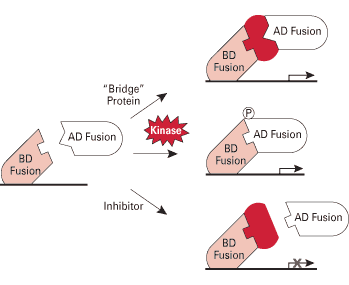 AD Fusion
BD
Fusion
"Bridge"
Protein
Kinase
P
AD Fusion
BD
Fusion
AD Fusion
BD
Fusion
Inhibitor
AD Fusion
BD
Fusion
X